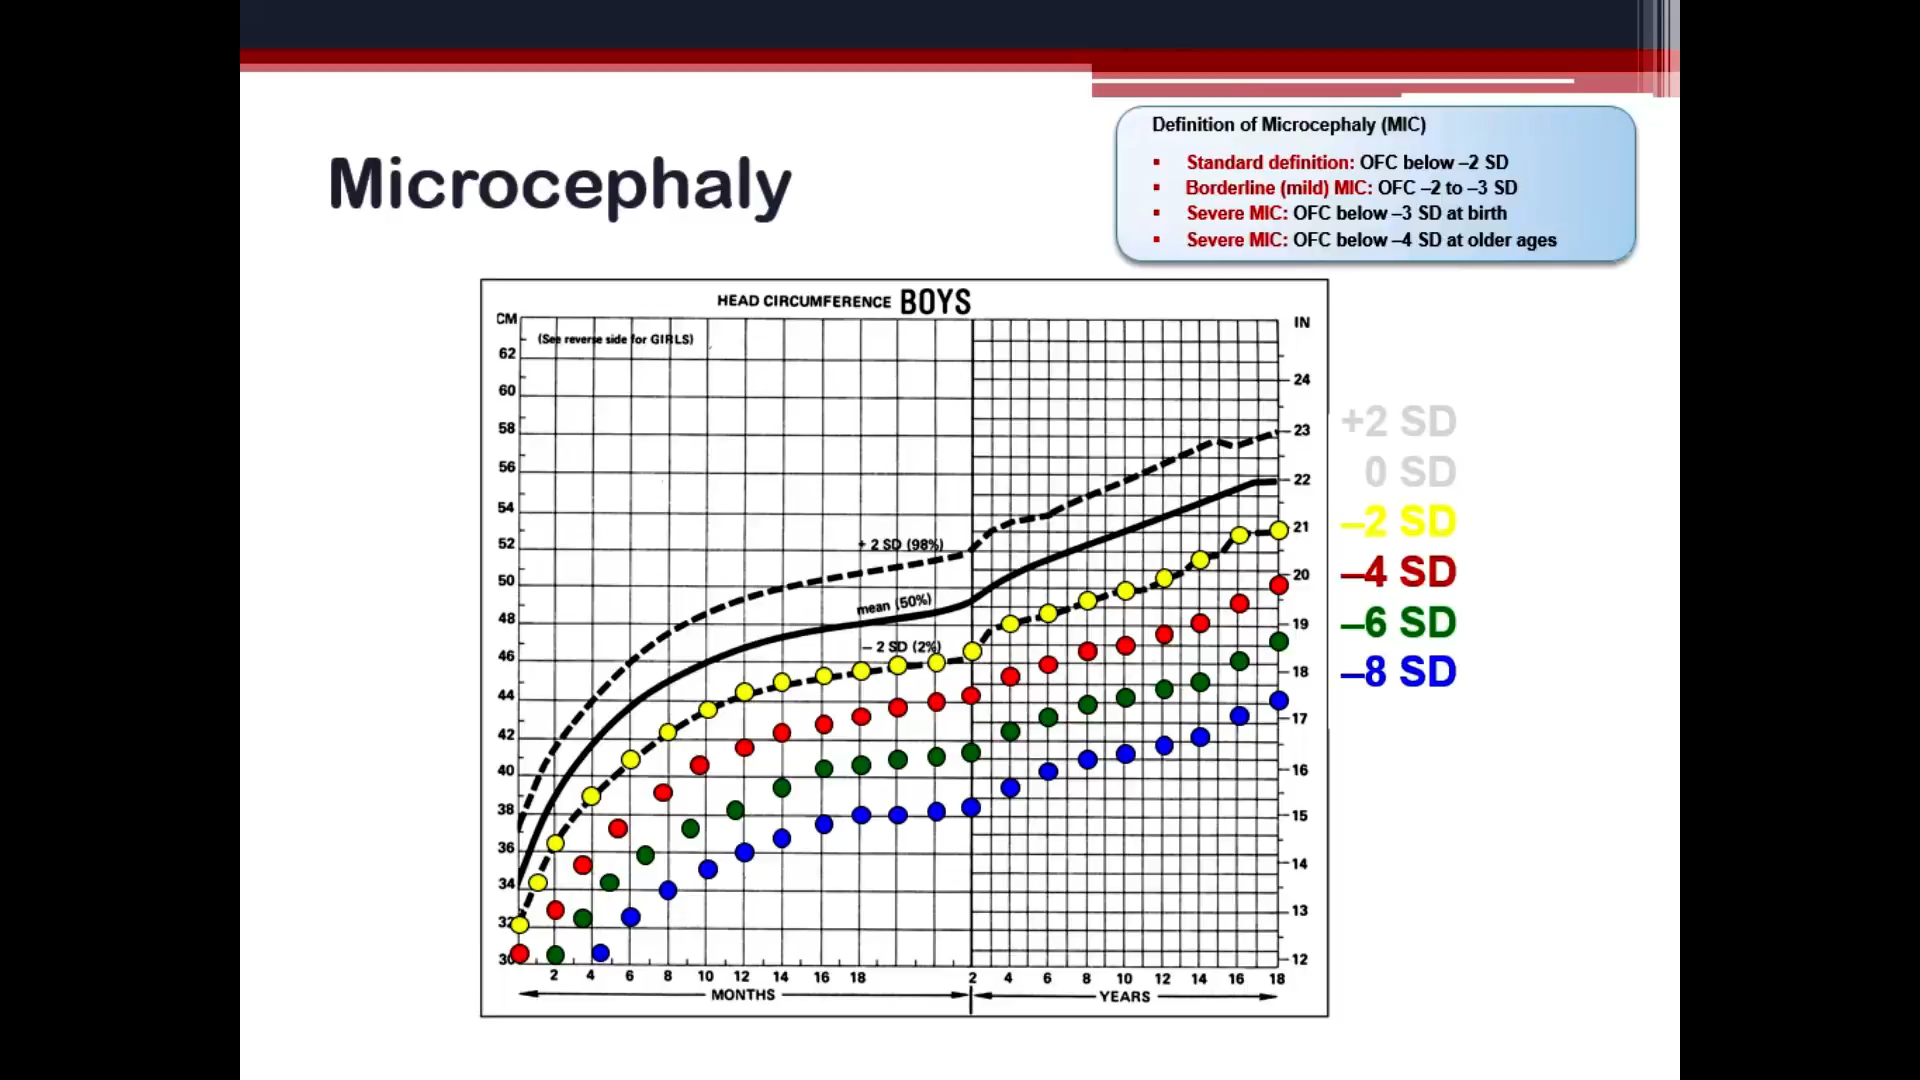 Definition of Microcephaly (MIC)
▪ Standard definition: OFC below –2 SD
▪ Borderline (mild) MIC: OFC –2 to –3 SD
▪ Severe MIC: OFC below –3 SD at birth
▪ Severe MIC: OFC below –4 SD at older ages
Microcephaly
HEAD CIRCUMFERENCE BOYS
CM
IN
(See reverse side for GIRLS)
62
60
58
56
54
52
50
48
46
44
42
40
38
36
34
32
30
24
23
22
21
20
19
18
17
16
15
14
13
12
+ 2 SD (98%)
mean (50%)
– 2 SD (2%)
+2 SD
0 SD
–2 SD
–4 SD
–6 SD
–8 SD
2 4 6 8 10 12 14 16 18 2 4 6 8 10 12 14 16 18
MONTHS YEARS